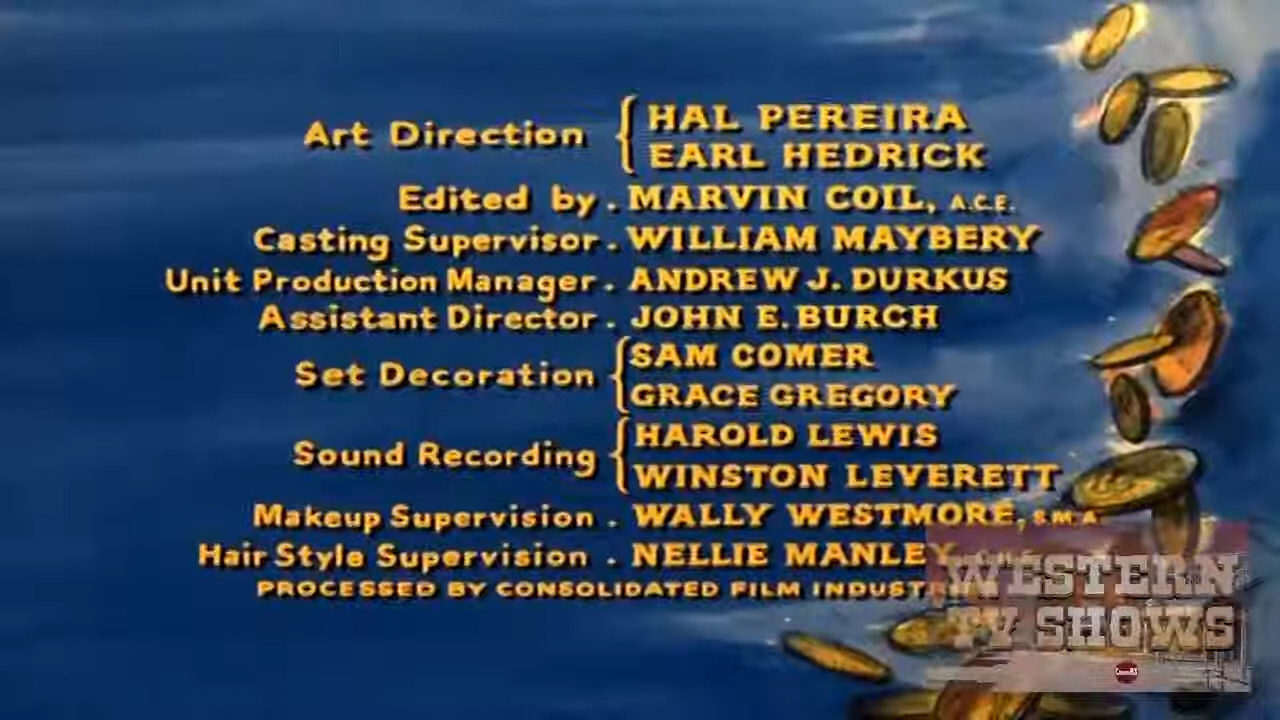 Art Direction { HAL PEREIRA
EARL HEDRICK
Edited by . MARVIN COIL, A.C.E.
Casting Supervisor . WILLIAM MAYBERY
Unit Production Manager . ANDREW J. DURKUS
Assistant Director . JOHN E. BURCH
Set Decoration { SAM COMER
GRACE GREGORY
Sound Recording { HAROLD LEWIS
WINSTON LEVERETT
Makeup Supervision . WALLY WESTMORE, S.M.A.
Hair Style Supervision . NELLIE MANLEY
PROCESSED BY CONSOLIDATED FILM
WESTERN
TV SHOWS